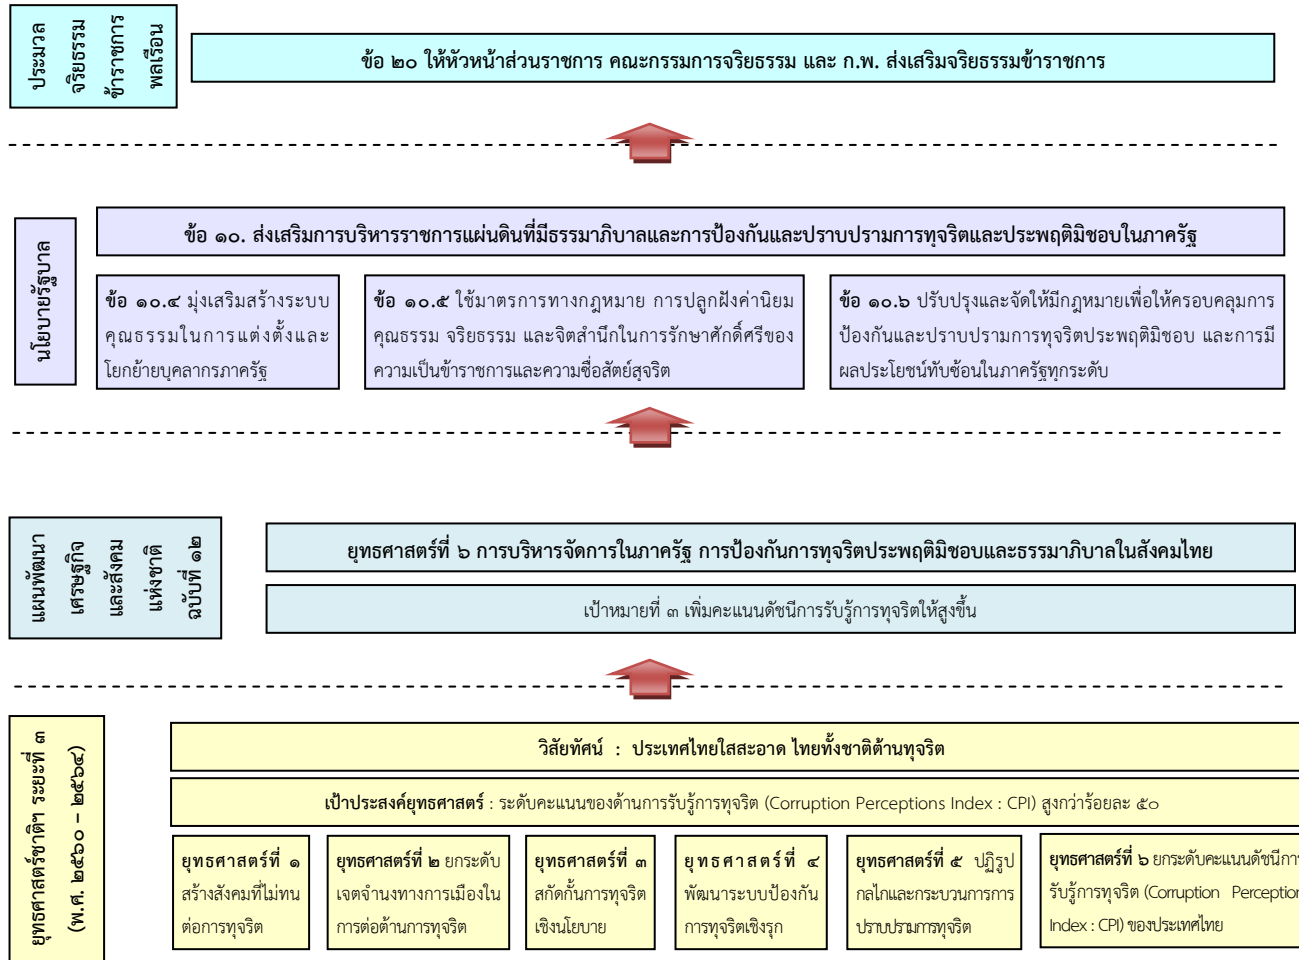 ประมวล
จริยธรรม
ข้าราชการ
พลเรือน
ข้อ ๒๐ ให้หัวหน้าส่วนราชการ คณะกรรมการจริยธรรม และ ก.พ. ส่งเสริมจริยธรรมข้าราชการ
นโยบายรัฐบาล
ข้อ ๑๐. ส่งเสริมการบริหารราชการแผ่นดินที่มีธรรมาภิบาลและการป้องกันและปราบปรามการทุจริตและประพฤติมิชอบในภาครัฐ
ข้อ ๑๐.๔ มุ่งเสริมสร้างระบบ
คุณธรรมในการแต่งตั้งและ
โยกย้ายบุคลากรภาครัฐ
ข้อ ๑๐.๕ ใช้มาตรการทางกฎหมาย การปลูกฝังค่านิยม
คุณธรรม จริยธรรม และจิตสำนึกในการรักษาศักดิ์ศรีของ
ความเป็นข้าราชการและความซื่อสัตย์สุจริต
ข้อ ๑๐.๖ ปรับปรุงและจัดให้มีกฎหมายเพื่อให้ครอบคลุมการ
ป้องกันและปราบปรามการทุจริตประพฤติมิชอบ และการมี
ผลประโยชน์ทับซ้อนในภาครัฐทุกระดับ
แผนพัฒนา
เศรษฐกิจ
และสังคม
แห่งชาติ
ฉบับที่ ๑๒
ยุทธศาสตร์ที่ ๖ การบริหารจัดการในภาครัฐ การป้องกันการทุจริตประพฤติมิชอบและธรรมาภิบาลในสังคมไทย
เป้าหมายที่ ๓ เพิ่มคะแนนดัชนีการรับรู้การทุจริตให้สูงขึ้น
ยุทธศาสตร์ชาติฯ ระยะที่ ๓
(พ.ศ. ๒๕๖๐ – ๒๕๖๔)
วิสัยทัศน์ : ประเทศไทยใสสะอาด ไทยทั้งชาติต้านทุจริต
เป้าประสงค์ยุทธศาสตร์ : ระดับคะแนนของด้านการรับรู้การทุจริต (Corruption Perceptions Index : CPI) สูงกว่าร้อยละ ๕๐
ยุทธศาสตร์ที่ ๑
สร้างสังคมที่ไม่ทน
ต่อการทุจริต
ยุทธศาสตร์ที่ ๒ ยกระดับ
เจตจำนงทางการเมืองใน
การต่อต้านการทุจริต
ยุทธศาสตร์ที่ ๓
สกัดกั้นการทุจริต
เชิงนโยบาย
ยุทธศาสตร์ที่ ๔
พัฒนาระบบป้องกัน
การทุจริตเชิงรุก
ยุทธศาสตร์ที่ ๕ ปฏิรูป
กลไกและกระบวนการการ
ปราบปรามการทุจริต
ยุทธศาสตร์ที่ ๖ ยกระดับคะแนนดัชนีการ
รับรู้การทุจริต (Corruption Perception
Index : CPI) ของประเทศไทย